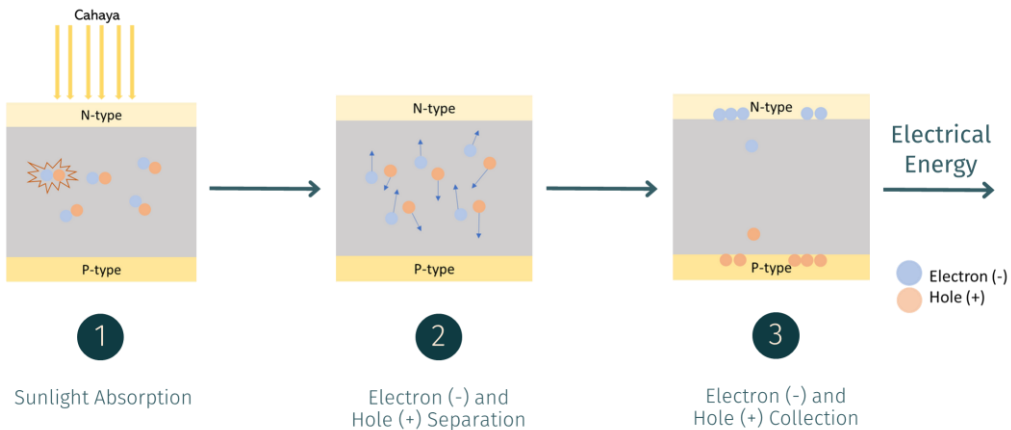 Cahaya
N-type
P-type
1
Sunlight Absorption
N-type
P-type
2
Electron (-) and
Hole (+) Separation
N-type
P-type
3
Electron (-) and
Hole (+) Collection
Electrical
Energy
Electron (-)
Hole (+)